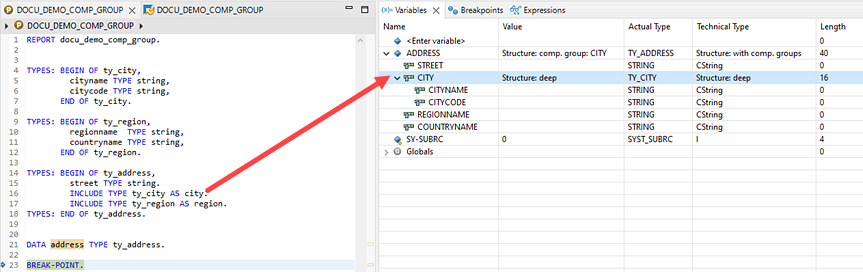 DOCU_DEMO_COMP_GROUP DOCU_DEMO_COMP_GROUP
DOCU_DEMO_COMP_GROUP
1 REPORT docu_demo_comp_group.
2
3
4 TYPES: BEGIN OF ty_city,
5 cityname TYPE string,
6 citycode TYPE string,
7 END OF ty_city.
8
9 TYPES: BEGIN OF ty_region,
10 regionname TYPE string,
11 countryname TYPE string,
12 END OF ty_region.
13
14 TYPES: BEGIN OF ty_address,
15 street TYPE string.
16 INCLUDE TYPE ty_city AS city.
17 INCLUDE TYPE ty_region AS region.
18 TYPES: END OF ty_address.
19
20
21 DATA address TYPE ty_address.
22
23 BREAK-POINT.
(x)= Variables Breakpoints Expressions
Name Value Actual Type Technical Type Length
<Enter variable> 0
ADDRESS Structure: comp. group: CITY TY_ADDRESS Structure: with comp. groups 40
STREET STRING CString 0
CITY Structure: deep TY_CITY Structure: deep 16
CITYNAME STRING CString 0
CITYCODE STRING CString 0
REGIONNAME STRING CString 0
COUNTRYNAME STRING CString 0
SY-SUBRC 0 SYST_SUBRC I 4
Globals 0